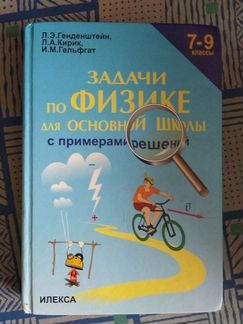 Л.Э.Генденштейн,
Л.А.Кирик,
И.М.Гельфгат
7-9
классы
ЗАДАЧИ
ПО ФИЗИКЕ
ДЛЯ ОСНОВНОЙ ШКОЛЫ
с примерами решений
+
ИЛЕКСА